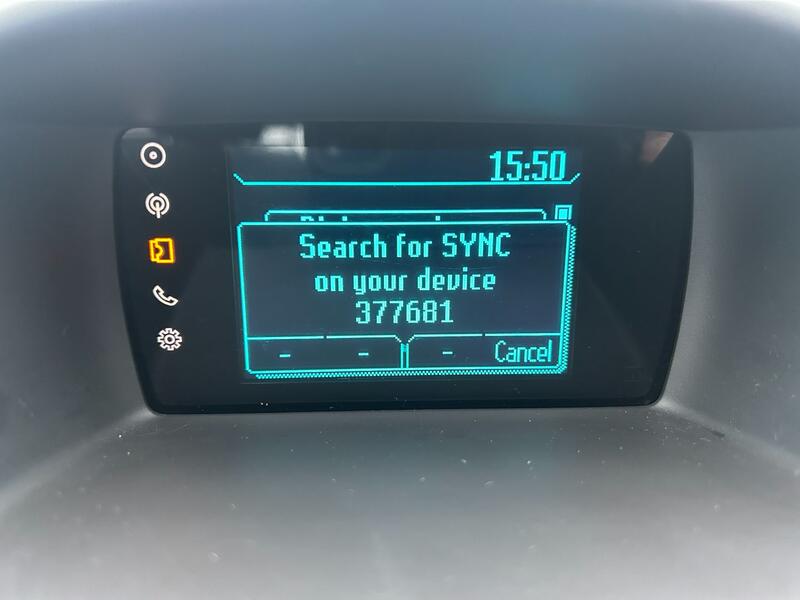 15:50
Search for SYNC
on your device
377681
- - - Cancel